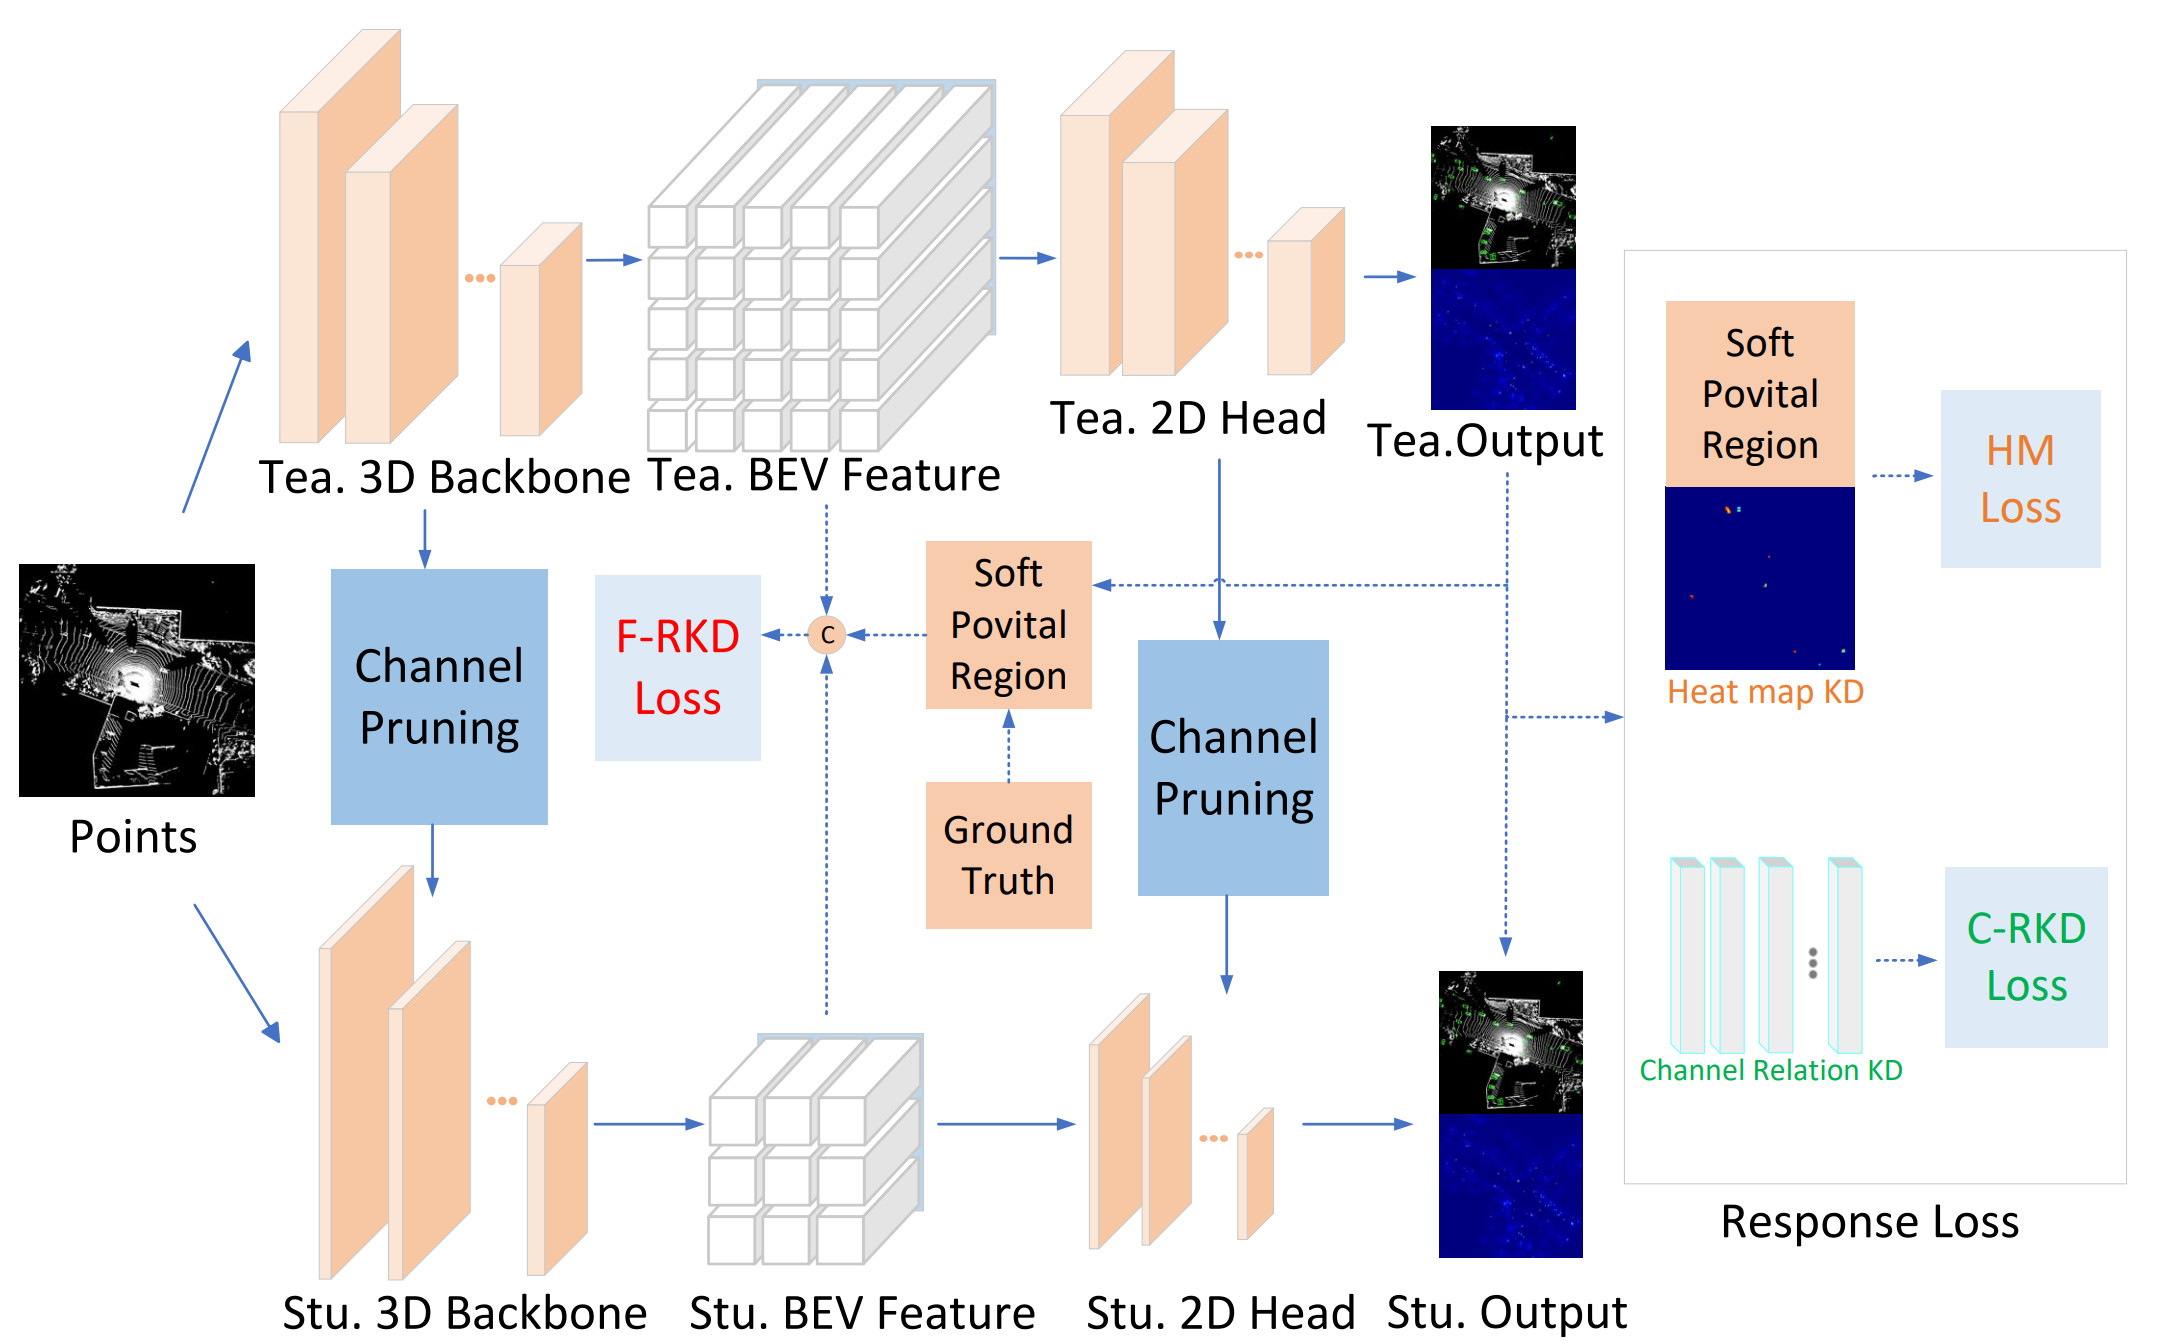 Tea. 3D Backbone
Tea. BEV Feature
Tea. 2D Head
Tea.Output
Points
Channel
Pruning
F-RKD
Loss
C
Soft
Povital
Region
Ground
Truth
Channel
Pruning
Soft
Povital
Region
Heat map KD
HM
Loss
Channel Relation KD
C-RKD
Loss
Response Loss
Stu. 3D Backbone
Stu. BEV Feature
Stu. 2D Head
Stu. Output